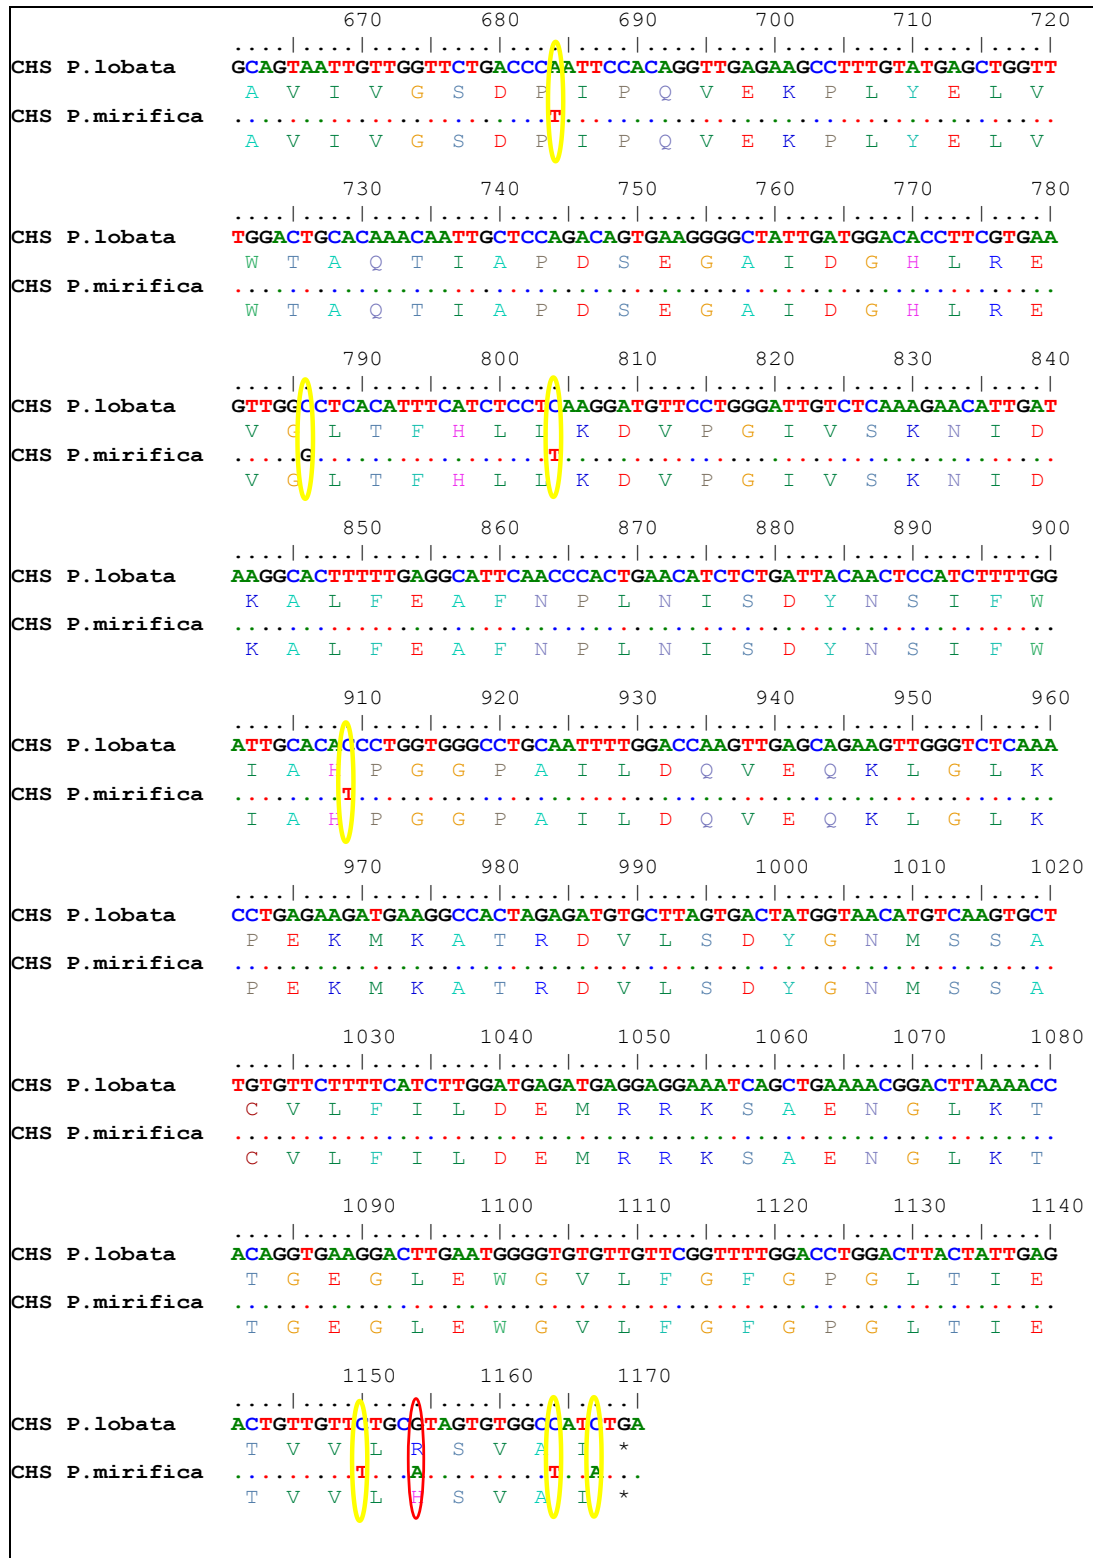 670 680 690 700 710 720
....|....|....|....|....|....|....|....|....|....|....|....|
CHS P.lobata GCAGTAATTGTTGGTTCTGACCCAATTCCACAGGTTGAGAAGCCTTTGTATGAGCTGGTT
A V I V G S D P I P Q V E K P L Y E L V
CHS P.mirifica .......................T....................................
A V I V G S D P I P Q V E K P L Y E L V
730 740 750 760 770 780
....|....|....|....|....|....|....|....|....|....|....|....|
CHS P.lobata TGGACTGCACAAACAATTGCTCCAGACAGTGAAGGGGCTATTGATGGACACCTTCGTGAA
W T A Q T I A P D S E G A I D G H L R E
CHS P.mirifica ............................................................
W T A Q T I A P D S E G A I D G H L R E
790 800 810 820 830 840
....|....|....|....|....|....|....|....|....|....|....|....|
CHS P.lobata GTTGGCCTCACATTTCATCTCCTCAAGGATGTTCCTGGGATTGTCTCAAAGAACATTGAT
V G L T F H L L K D V P G I V S K N I D
CHS P.mirifica .....G.................T....................................
V G L T F H L L K D V P G I V S K N I D
850 860 870 880 890 900
....|....|....|....|....|....|....|....|....|....|....|....|
CHS P.lobata AAGGCACTTTTTGAGGCATTCAACCCACTGAACATCTCTGATTACAACTCCATCTTTTGG
K A L F E A F N P L N I S D Y N S I F W
CHS P.mirifica ............................................................
K A L F E A F N P L N I S D Y N S I F W
910 920 930 940 950 960
....|....|....|....|....|....|....|....|....|....|....|....|
CHS P.lobata ATTGCACACCCTGGTGGGCCTGCAATTTTGGACCAAGTTGAGCAGAAGTTGGGTCTCAAA
I A H P G G P A I L D Q V E Q K L G L K
CHS P.mirifica ........T...................................................
I A H P G G P A I L D Q V E Q K L G L K
970 980 990 1000 1010 1020
....|....|....|....|....|....|....|....|....|....|....|....|
CHS P.lobata CCTGAGAAGATGAAGGCCACTAGAGATGTGCTTAGTGACTATGGTAACATGTCAAGTGCT
P E K M K A T R D V L S D Y G N M S S A
CHS P.mirifica ............................................................
P E K M K A T R D V L S D Y G N M S S A
1030 1040 1050 1060 1070 1080
....|....|....|....|....|....|....|....|....|....|....|....|
CHS P.lobata TGTGTTCTTTTCATCTTGGATGAGATGAGGAGGAAATCAGCTGAAAACGGACTTAAAACC
C V L F I L D E M R R K S A E N G L K T
CHS P.mirifica ............................................................
C V L F I L D E M R R K S A E N G L K T
1090 1100 1110 1120 1130 1140
....|....|....|....|....|....|....|....|....|....|....|....|
CHS P.lobata ACAGGTGAAGGACTTGAATGGGGTGTGTTGTTCGGTTTTGGACCTGGACTTACTATTGAG
T G E G L E W G V L F G F G P G L T I E
CHS P.mirifica ............................................................
T G E G L E W G V L F G F G P G L T I E
1150 1160 1170
....|....|....|....|....|....|
CHS P.lobata ACTGTTGTTCTGCGTAGTGTGGCCATCTGA
T V V L R S V A I *
CHS P.mirifica .........T...A.........T..A...
T V V L H S V A I *